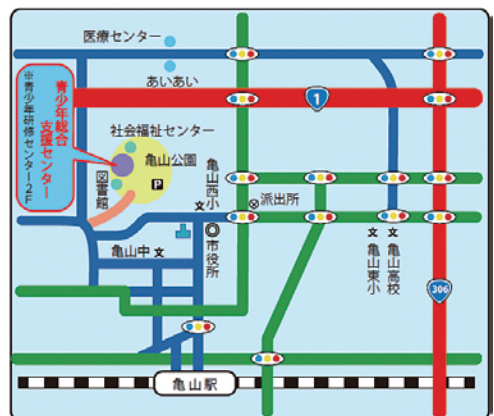 医療センター
あいあい
1
青少年総合
支援センター
※青少年研修センター2F
社会福祉センター
亀山公園
図書館
P
亀山西小
文
派出所
市役所
亀山中 文
文 亀山東小
文 亀山高校
306
亀山駅